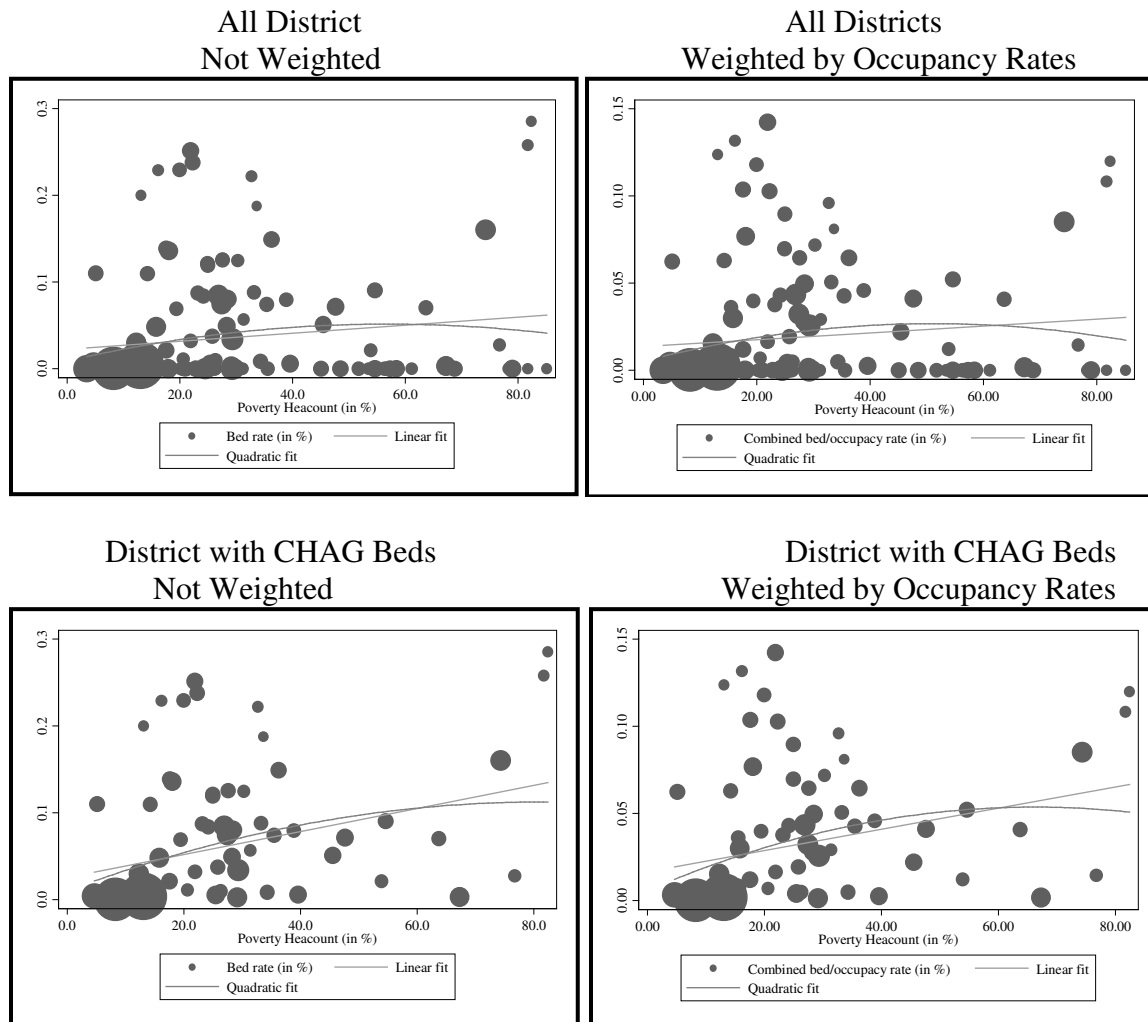 All District
Not Weighted
0.3
0.2
0.1
0.0
0.0 20.0 40.0 60.0 80.0
Poverty Heacount (in %)
Bed rate (in %) Linear fit
Quadratic fit
All Districts
Weighted by Occupancy Rates
0.15
0.10
0.05
0.00
0.00 20.00 40.00 60.00 80.00
Poverty Heacount (in %)
Combined bed/occupacy rate (in %) Linear fit
Quadratic fit
District with CHAG Beds
Not Weighted
0.3
0.2
0.1
0.0
0.0 20.0 40.0 60.0 80.0
Poverty Heacount (in %)
Bed rate (in %) Linear fit
Quadratic fit
District with CHAG Beds
Weighted by Occupancy Rates
0.15
0.10
0.05
0.00
0.00 20.00 40.00 60.00 80.00
Poverty Heacount (in %)
Combined bed/occupacy rate (in %) Linear fit
Quadratic fit